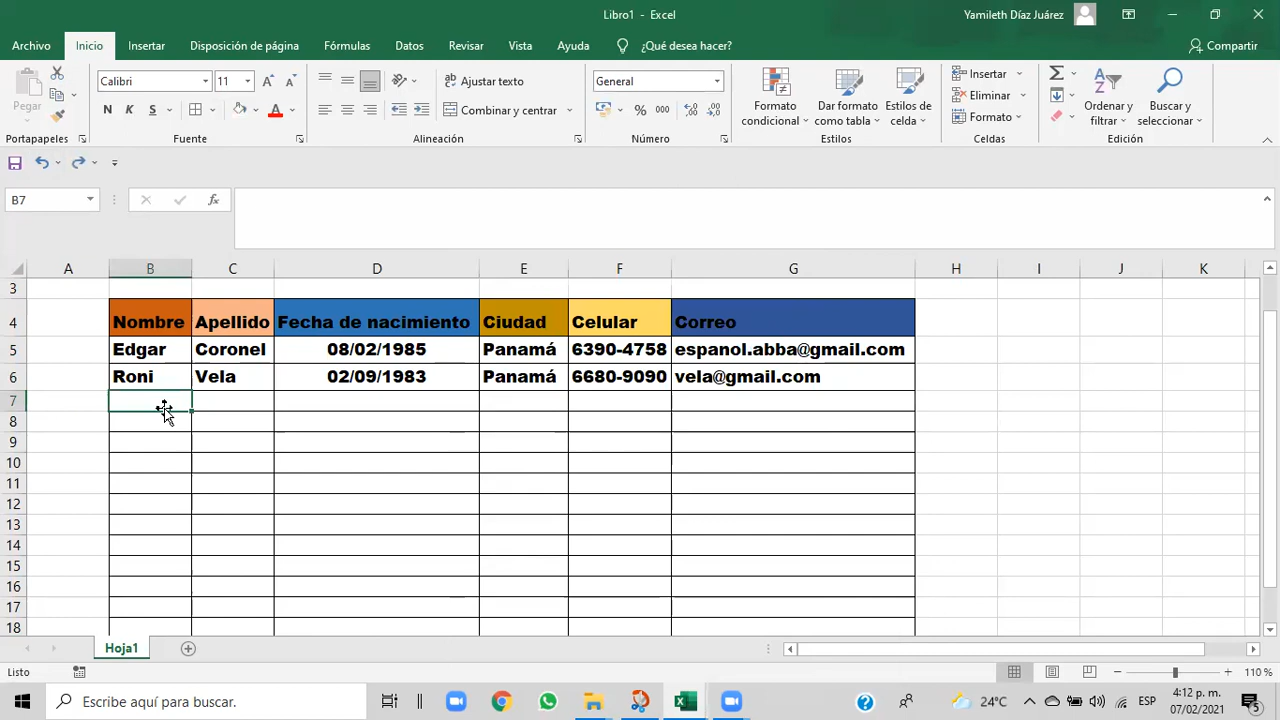 Libro1 - Excel
Yamileth Díaz Juárez
Archivo Inicio Insertar Disposición de página Fórmulas Datos Revisar Vista Ayuda ¿Qué desea hacer? Compartir
Pegar
Calibri 11
N K S A
Ajustar texto
Combinar y centrar
General
% 000
Formato condicional
Dar formato como tabla
Estilos de celda
Insertar
Eliminar
Formato
Ordenar y filtrar
Buscar y seleccionar
Portapapeles Fuente Alineación Número Estilos Celdas Edición
B7 fx
A B C D E F G H I J K
3
4 Nombre Apellido Fecha de nacimiento Ciudad Celular Correo
5 Edgar Coronel 08/02/1985 Panamá 6390-4758 espanol.abba@gmail.com
6 Roni Vela 02/09/1983 Panamá 6680-9090 vela@gmail.com
7
8
9
10
11
12
13
14
15
16
17
18
Hoja1
Listo 110 %
Escribe aquí para buscar. 24°C ESP 4:12 p. m.
07/02/2021 5